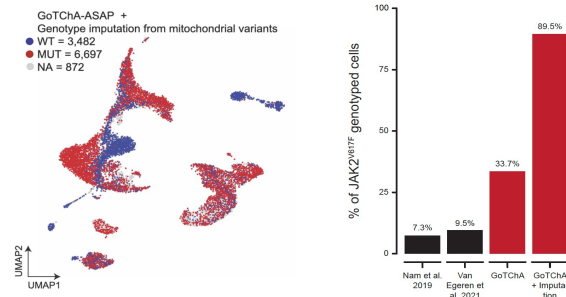 GoTChA-ASAP +
Genotype imputation from mitochondrial variants
WT = 3,482
MUT = 6,697
NA = 872
UMAP2
UMAP1
% of JAK2V617F genotyped cells
100
75
50
25
0
7.3%
9.5%
33.7%
89.5%
Nam et al.
2019
Van
Egeren et
al. 2021
GoTChA
GoTChA
+ Imputa
tion